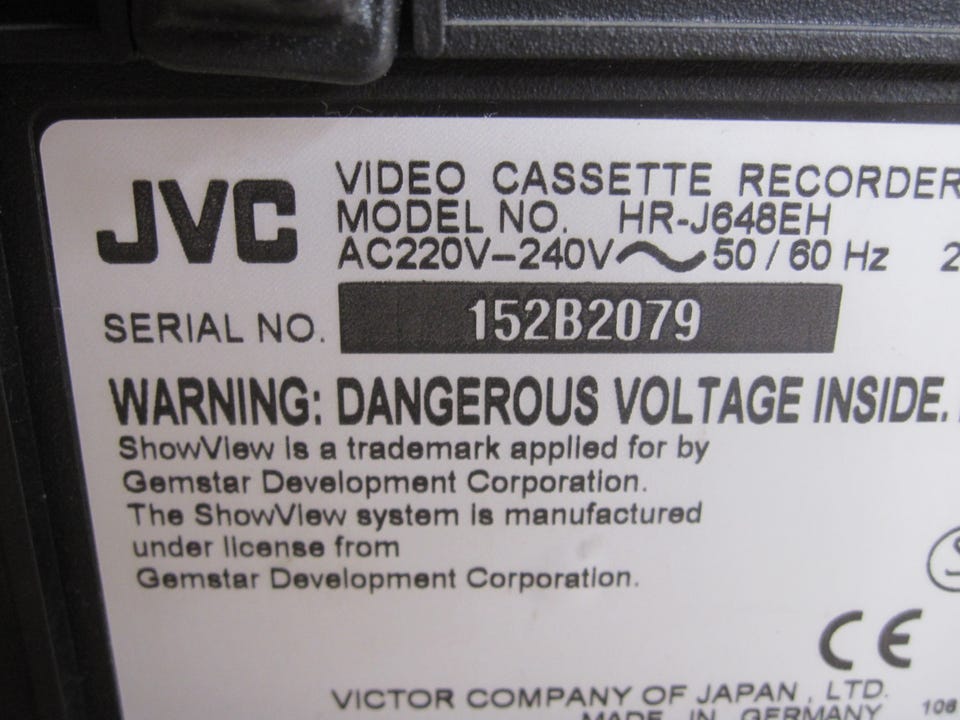 JVC
VIDEO CASSETTE RECORDER
MODEL NO. HR-J648EH
AC220V–240V～50/60 Hz 2
SERIAL NO. 152B2079
WARNING: DANGEROUS VOLTAGE INSIDE.
ShowView is a trademark applied for by
Gemstar Development Corporation.
The ShowView system is manufactured
under license from
Gemstar Development Corporation.
S
CE
VICTOR COMPANY OF JAPAN, LTD.
MADE IN GERMANY 106